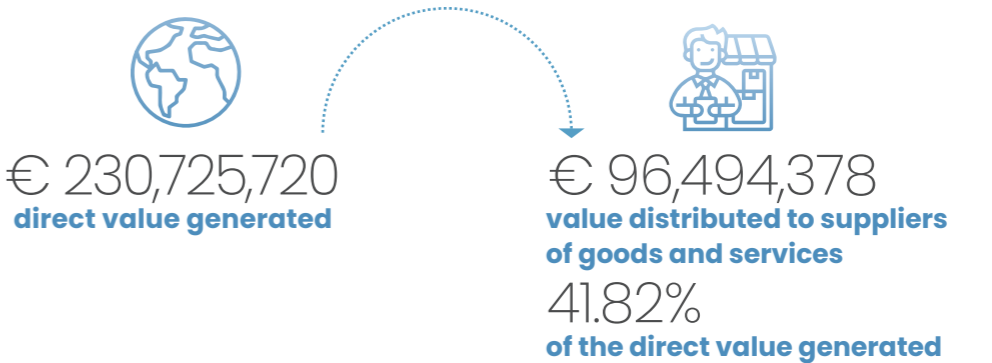 € 230,725,720
direct value generated
€ 96,494,378
value distributed to suppliers
of goods and services
41.82%
of the direct value generated